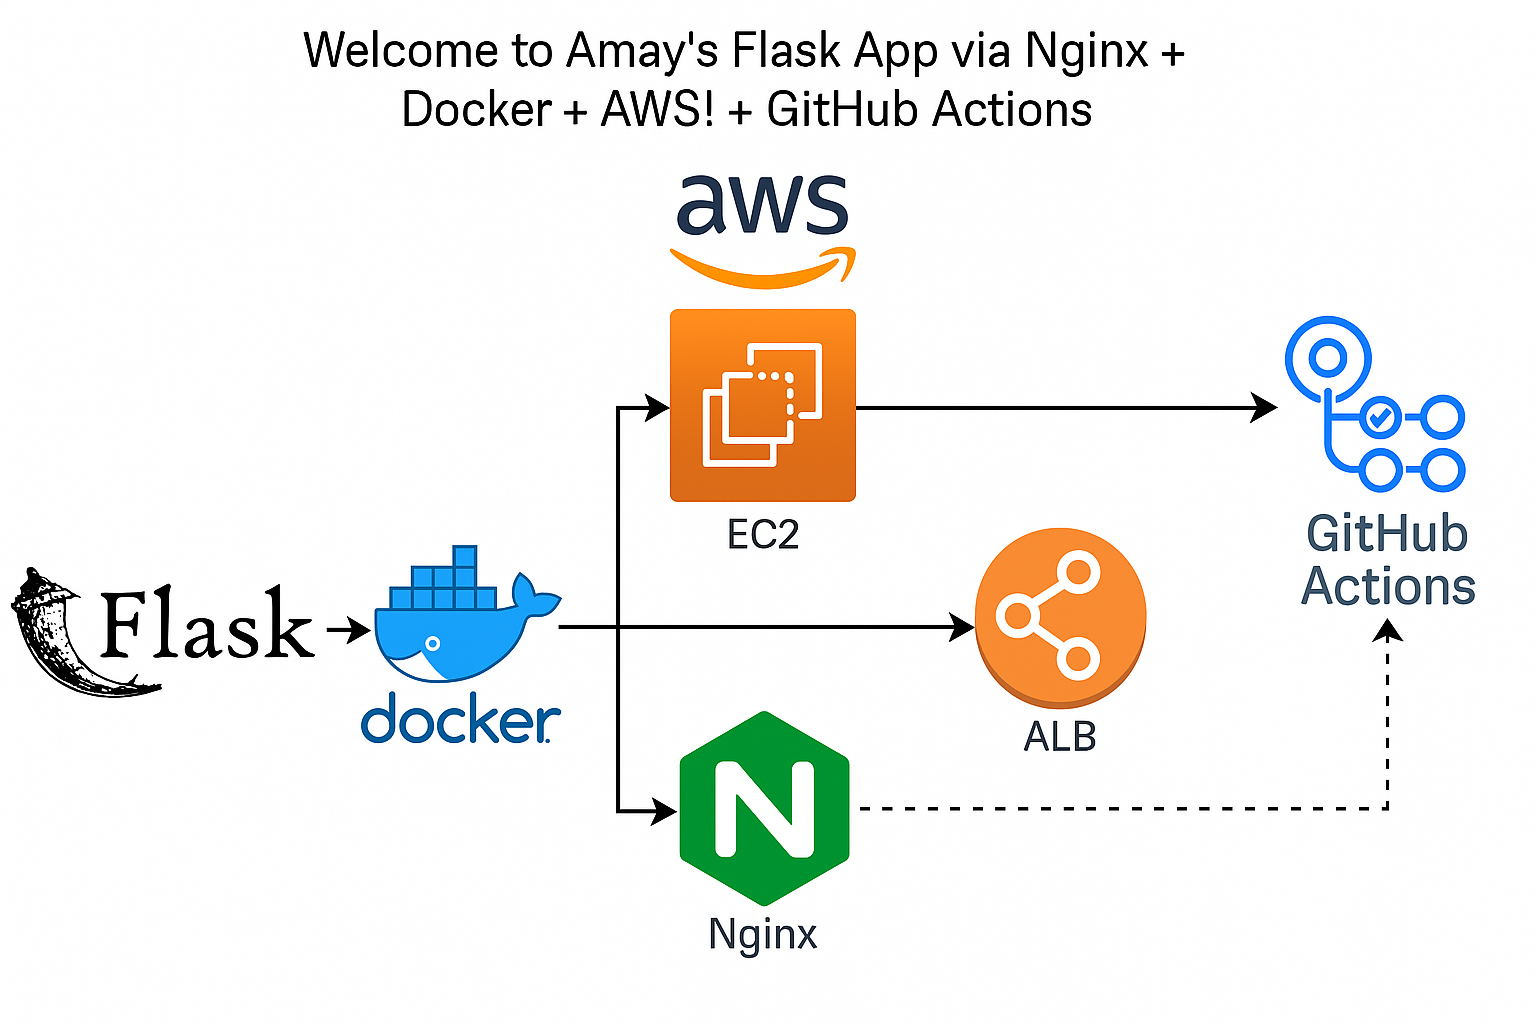 Welcome to Amay's Flask App via Nginx +
Docker + AWS! + GitHub Actions
aws
EC2
GitHub
Actions
Flask
docker
ALB
N
Nginx